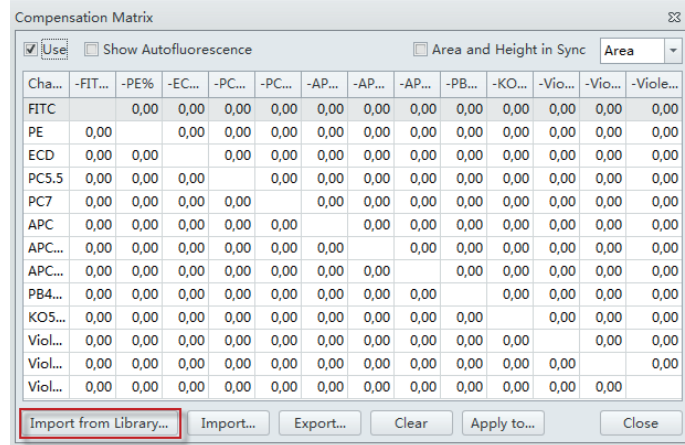 Compensation Matrix
Use Show Autofluorescence Area and Height in Sync Area
Cha... -FIT... -PE% -EC... -PC... -PC... -AP... -AP... -AP... -PB... -KO... -Vio... -Vio... -Viole...
FITC 0,00 0,00 0,00 0,00 0,00 0,00 0,00 0,00 0,00 0,00 0,00 0,00
PE 0,00 0,00 0,00 0,00 0,00 0,00 0,00 0,00 0,00 0,00 0,00 0,00
ECD 0,00 0,00 0,00 0,00 0,00 0,00 0,00 0,00 0,00 0,00 0,00 0,00
PC5.5 0,00 0,00 0,00 0,00 0,00 0,00 0,00 0,00 0,00 0,00 0,00 0,00
PC7 0,00 0,00 0,00 0,00 0,00 0,00 0,00 0,00 0,00 0,00 0,00 0,00
APC 0,00 0,00 0,00 0,00 0,00 0,00 0,00 0,00 0,00 0,00 0,00 0,00
APC... 0,00 0,00 0,00 0,00 0,00 0,00 0,00 0,00 0,00 0,00 0,00 0,00
APC... 0,00 0,00 0,00 0,00 0,00 0,00 0,00 0,00 0,00 0,00 0,00 0,00
PB4... 0,00 0,00 0,00 0,00 0,00 0,00 0,00 0,00 0,00 0,00 0,00 0,00
KO5... 0,00 0,00 0,00 0,00 0,00 0,00 0,00 0,00 0,00 0,00 0,00 0,00
Viol... 0,00 0,00 0,00 0,00 0,00 0,00 0,00 0,00 0,00 0,00 0,00 0,00
Viol... 0,00 0,00 0,00 0,00 0,00 0,00 0,00 0,00 0,00 0,00 0,00 0,00
Viol... 0,00 0,00 0,00 0,00 0,00 0,00 0,00 0,00 0,00 0,00 0,00 0,00
Import from Library... Import... Export... Clear Apply to... Close